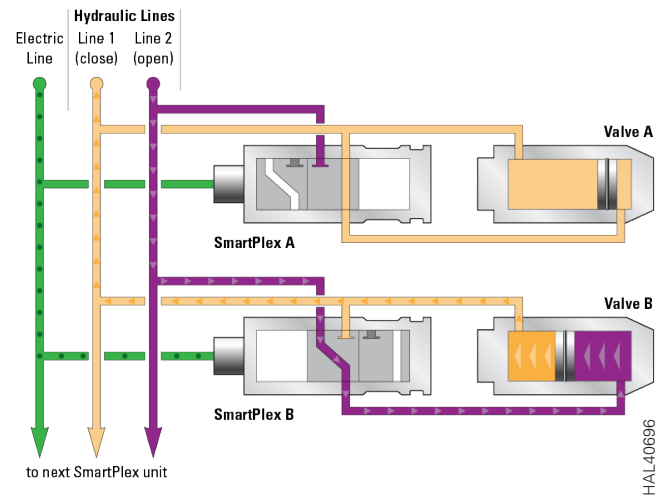 Hydraulic Lines
Electric Line
Line 1 (close)
Line 2 (open)
Valve A
SmartPlex A
Valve B
SmartPlex B
to next SmartPlex unit
HAL40696